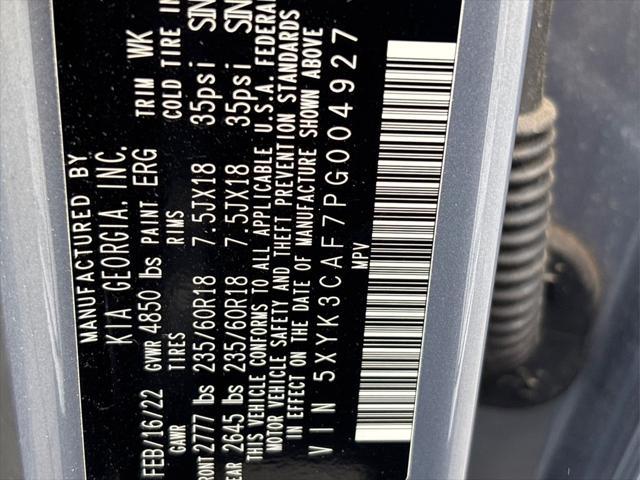 MANUFACTURED BY
KIA GEORGIA, INC.
FEB/16/22 GVWR 4850 lbs PAINT ERG TRIM WK
GAWR TIRES RIMS COLD TIRE
2777 lbs 235/60R18 7.5JX18 35psi
2645 lbs 235/60R18 7.5JX18 35psi
THIS VEHICLE CONFORMS TO ALL APPLICABLE U.S.A. FEDERAL
MOTOR VEHICLE SAFETY AND THEFT PREVENTION STANDARDS
IN EFFECT ON THE DATE OF MANUFACTURE SHOWN ABOVE
VIN 5XYK3CAF7PG004927
MPV